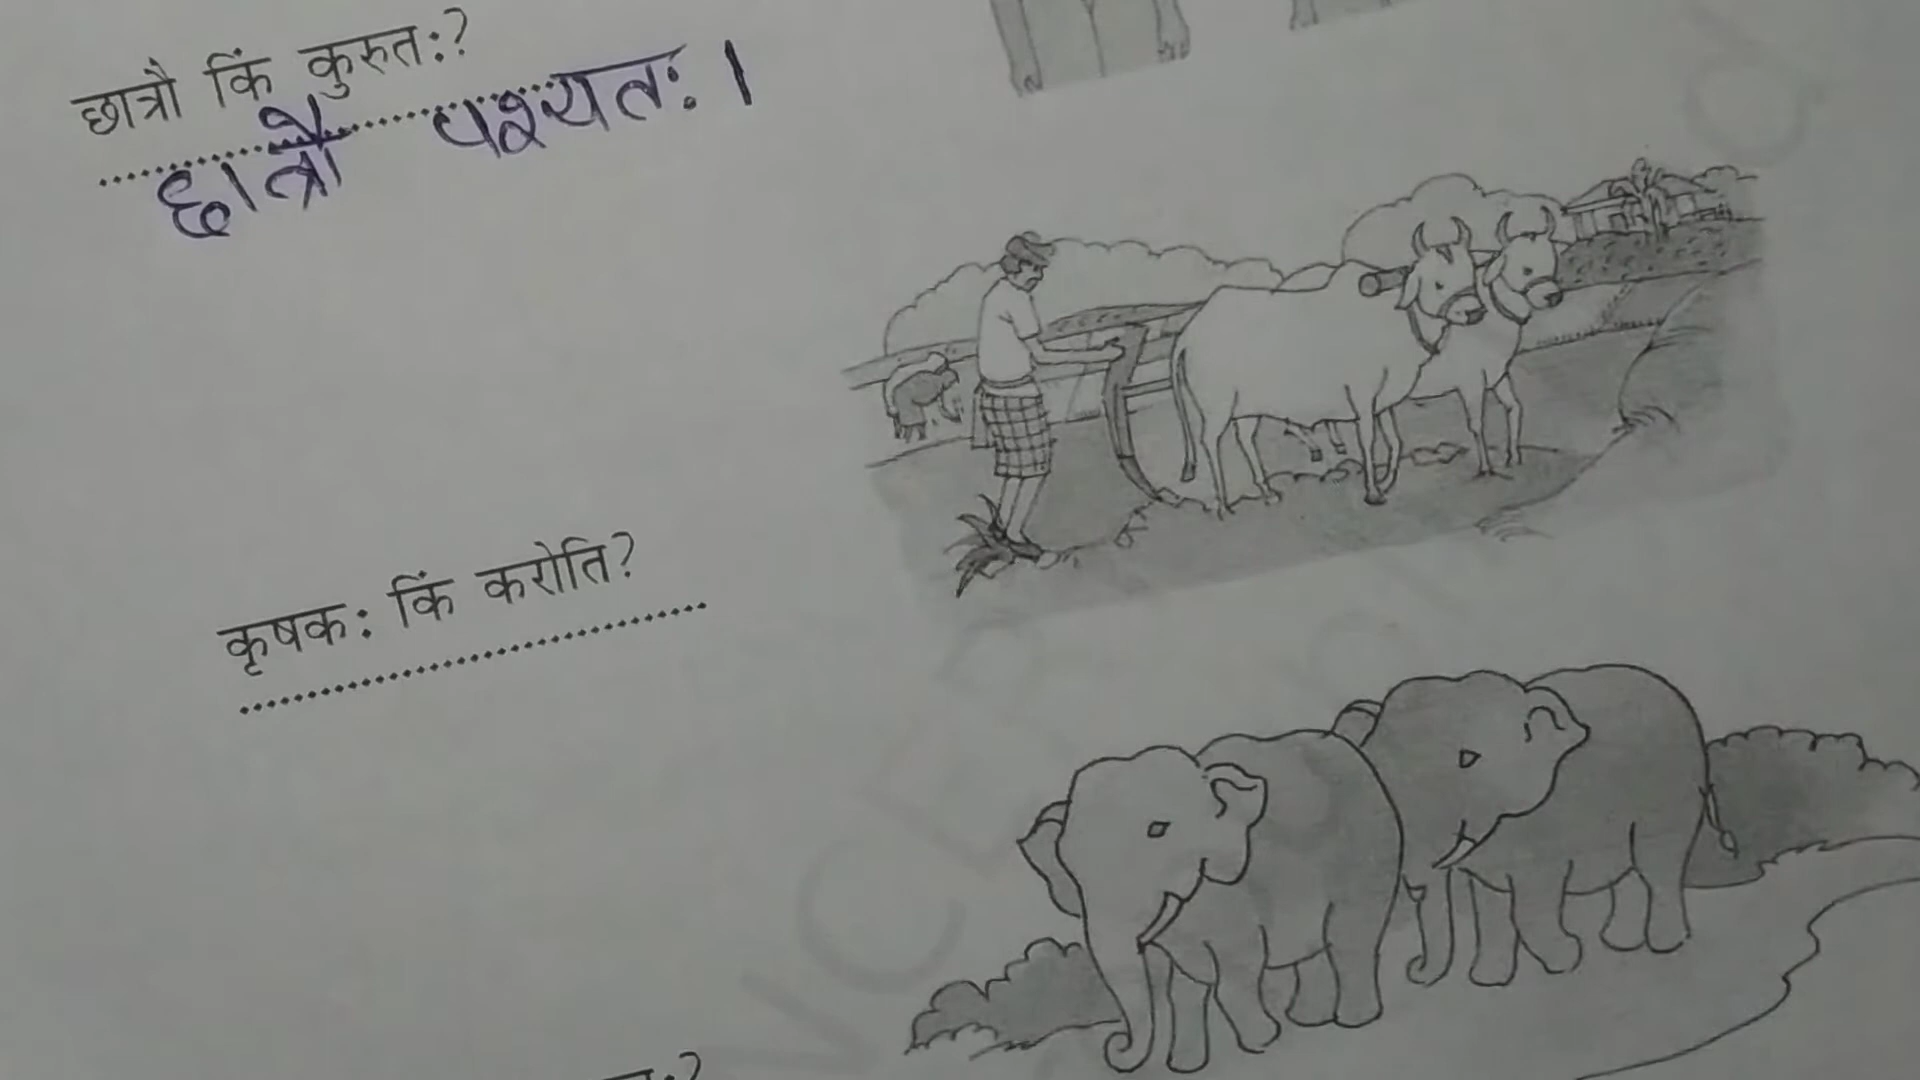 छात्रौ किं कुरुत:?
छात्रौ पश्यत: ।
कृषक: किं करोति?